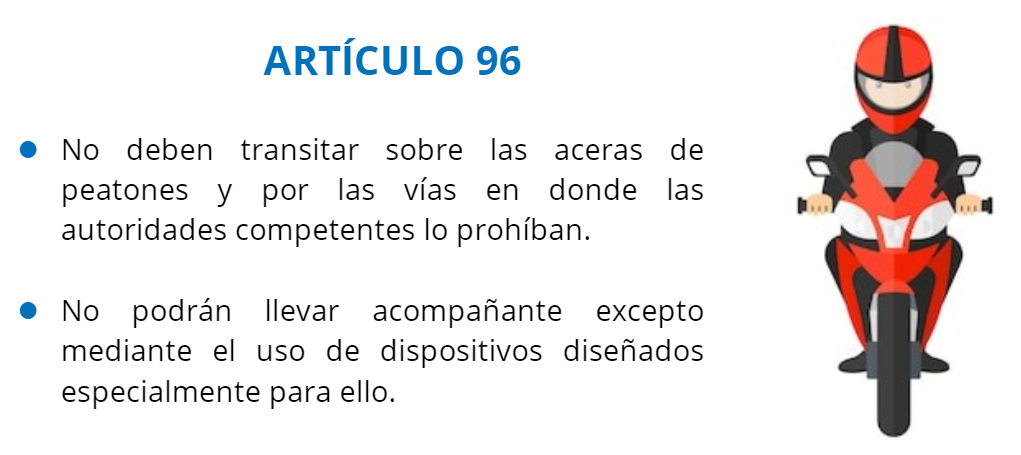 ARTÍCULO 96
No deben transitar sobre las aceras de
peatones y por las vías en donde las
autoridades competentes lo prohíban.
No podrán llevar acompañante excepto
mediante el uso de dispositivos diseñados
especialmente para ello.